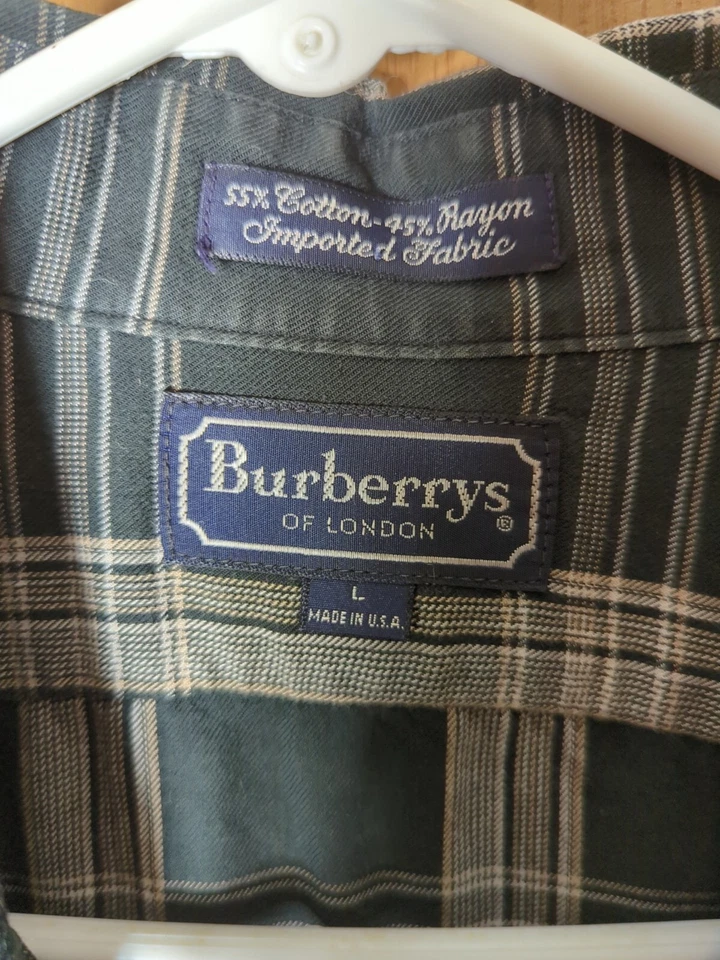 55% Cotton-45% Rayon
Imported Fabric
Burberrys
®
OF LONDON
L
MADE IN U.S.A.